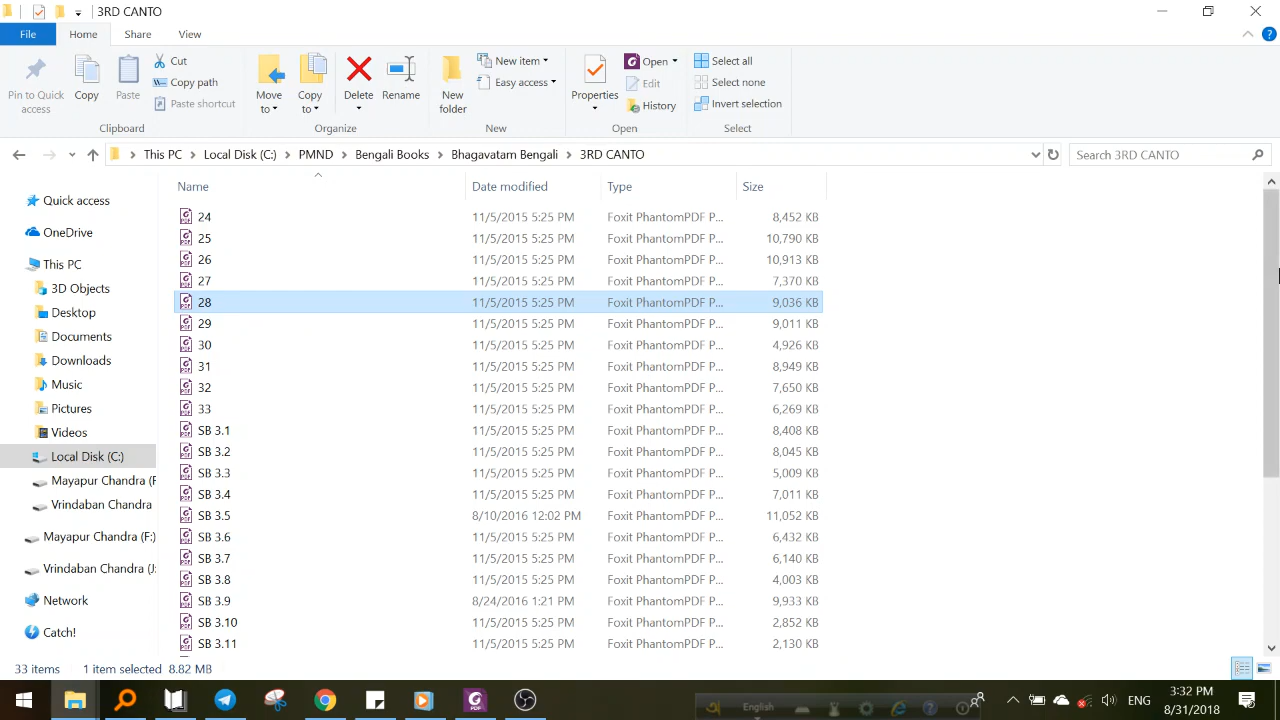 3RD CANTO
File Home Share View
Pin to Quick access
Copy
Paste
Cut
Copy path
Paste shortcut
Clipboard
Move to
Copy to
Delete
Rename
Organize
New folder
New item
Easy access
New
Properties
Open
Edit
History
Open
Select all
Select none
Invert selection
Select
This PC > Local Disk (C:) > PMND > Bengali Books > Bhagavatam Bengali > 3RD CANTO
Search 3RD CANTO
Quick access
OneDrive
This PC
3D Objects
Desktop
Documents
Downloads
Music
Pictures
Videos
Local Disk (C:)
Mayapur Chandra (F
Vrindaban Chandra
Mayapur Chandra (F:)
Vrindaban Chandra (J:
Network
Catch!
Name Date modified Type Size
24 11/5/2015 5:25 PM Foxit PhantomPDF P... 8,452 KB
25 11/5/2015 5:25 PM Foxit PhantomPDF P... 10,790 KB
26 11/5/2015 5:25 PM Foxit PhantomPDF P... 10,913 KB
27 11/5/2015 5:25 PM Foxit PhantomPDF P... 7,370 KB
28 11/5/2015 5:25 PM Foxit PhantomPDF P... 9,036 KB
29 11/5/2015 5:25 PM Foxit PhantomPDF P... 9,011 KB
30 11/5/2015 5:25 PM Foxit PhantomPDF P... 4,926 KB
31 11/5/2015 5:25 PM Foxit PhantomPDF P... 8,949 KB
32 11/5/2015 5:25 PM Foxit PhantomPDF P... 7,650 KB
33 11/5/2015 5:25 PM Foxit PhantomPDF P... 6,269 KB
SB 3.1 11/5/2015 5:25 PM Foxit PhantomPDF P... 8,408 KB
SB 3.2 11/5/2015 5:25 PM Foxit PhantomPDF P... 8,045 KB
SB 3.3 11/5/2015 5:25 PM Foxit PhantomPDF P... 5,009 KB
SB 3.4 11/5/2015 5:25 PM Foxit PhantomPDF P... 7,011 KB
SB 3.5 8/10/2016 12:02 PM Foxit PhantomPDF P... 11,052 KB
SB 3.6 11/5/2015 5:25 PM Foxit PhantomPDF P... 6,432 KB
SB 3.7 11/5/2015 5:25 PM Foxit PhantomPDF P... 6,140 KB
SB 3.8 11/5/2015 5:25 PM Foxit PhantomPDF P... 4,003 KB
SB 3.9 8/24/2016 1:21 PM Foxit PhantomPDF P... 9,933 KB
SB 3.10 11/5/2015 5:25 PM Foxit PhantomPDF P... 2,852 KB
SB 3.11 11/5/2015 5:25 PM Foxit PhantomPDF P... 2,130 KB
33 items 1 item selected 8.82 MB
English
ENG
3:32 PM
8/31/2018